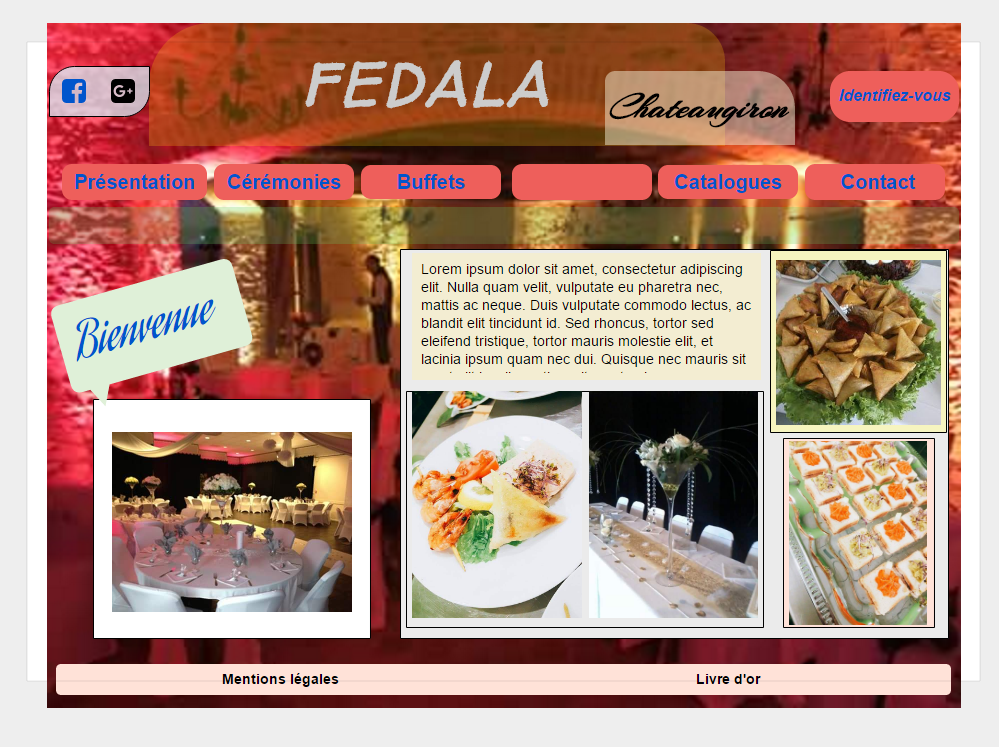 FEDALA
Chateaugiron
Identifiez-vous
Présentation
Cérémonies
Buffets
Catalogues
Contact
Bienvenue
Lorem ipsum dolor sit amet, consectetur adipiscing
elit. Nulla quam velit, vulputate eu pharetra nec,
mattis ac neque. Duis vulputate commodo lectus, ac
blandit elit tincidunt id. Sed rhoncus, tortor sed
eleifend tristique, tortor mauris molestie elit, et
lacinia ipsum quam nec dui. Quisque nec mauris sit
Mentions légales
Livre d'or